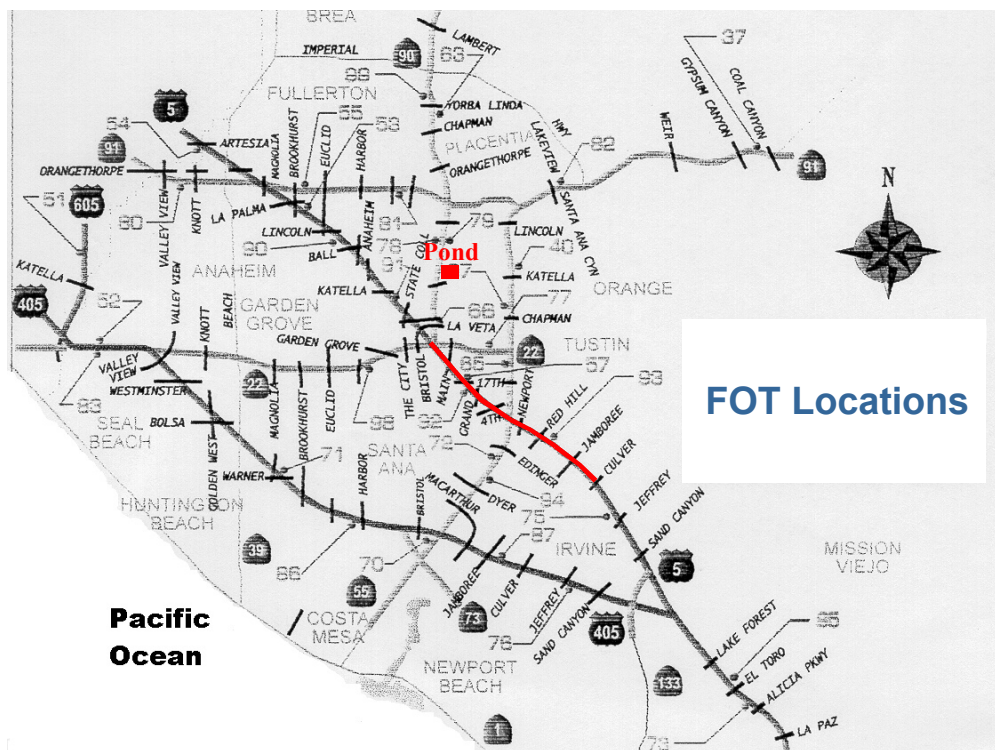 BREA
LAMBERT
IMPERIAL
90
63
37
99
COAL CANYON
GYPSUM CANYON
FULLERTON
5
55
53
YORBA LINDA
HWY
54
ARTESIA
MAGNOLIA
BROOKHURST
EUCLID
HARBOR
CHAPMAN
PLACENTIA
LAKEVIEW
82
WEIR
91
ORANGETHORPE
ORANGETHORPE
91
N
51
605
80
VALLEY VIEW
KNOTT
LA PALMA
81
SANTA ANA CYN
LINCOLN
ANAHEIM
78
79
LINCOLN
90
BALL
STATE COLL
Pond
40
KATELLA
ANAHEIM
91
7
KATELLA
ORANGE
405
52
VALLEY VIEW
KNOTT
BEACH
GARDEN
GROVE
KATELLA
66
77
CHAPMAN
LA VETA
GARDEN GROVE
22
TUSTIN
VALLEY
VIEW
THE CITY
BRISTOL
MAIN
65
57
93
FOT Locations
WESTMINSTER
22
17TH
83
SEAL
BEACH
BOLSA
MAGNOLIA
BROOKHURST
EUCLID
98
92
GRAND
4TH
NEWPORT
RED HILL
JAMBOREE
CULVER
GOLDEN WEST
WARNER
71
SANTA
ANA
72
EDINGER
HARBOR
BRISTOL
MACARTHUR
DYER
94
JEFFREY
HUNTINGTON
BEACH
75
SAND CANYON
39
66
70
87
IRVINE
MISSION
VIEJO
5
55
JAMBOREE
CULVER
JEFFREY
SAND CANYON
405
Pacific
Ocean
COSTA
MESA
73
76
LAKE FOREST
NEWPORT
BEACH
133
EL TORO
ALICIA PKWY
1
73
LA PAZ